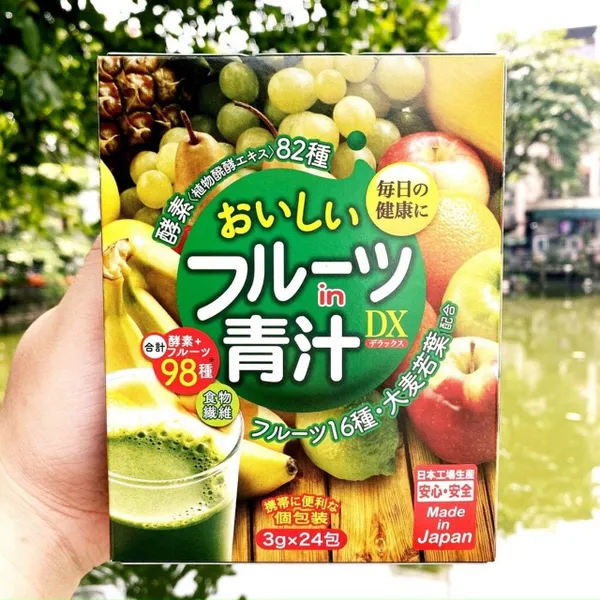 酵素〈植物醗酵エキス〉82種
毎日の
健康に
おいしい
フルーツ
in
青汁
DX
デラックス
合計
酵素+
フルーツ
98種
食物
繊維
フルーツ16種・大麦若葉配合
日本工場生産
安心・安全
Made
in
Japan
携帯に便利な
個包装
3g×24包